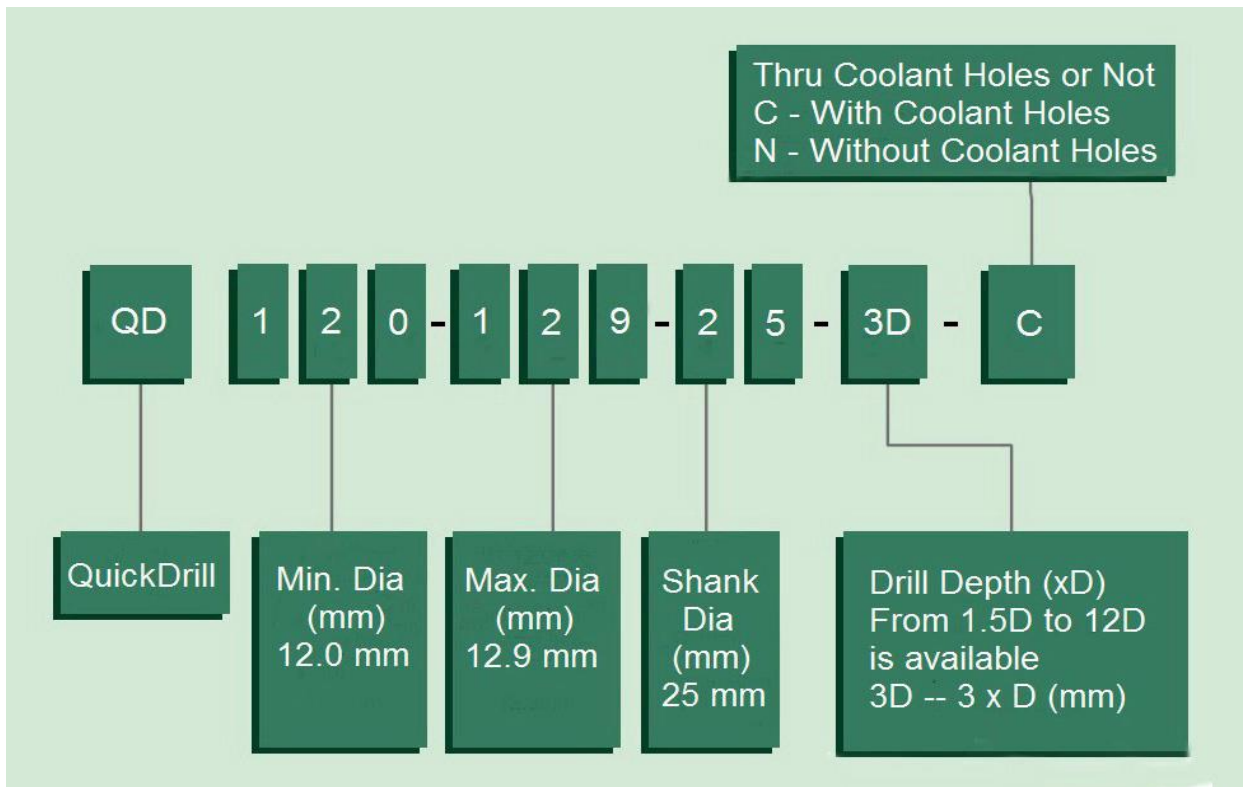 Thru Coolant Holes or Not
C - With Coolant Holes
N - Without Coolant Holes
QD 1 2 0 - 1 2 9 - 2 5 - 3D - C
QuickDrill
Min. Dia
(mm)
12.0 mm
Max. Dia
(mm)
12.9 mm
Shank
Dia
(mm)
25 mm
Drill Depth (xD)
From 1.5D to 12D
is available
3D -- 3 x D (mm)